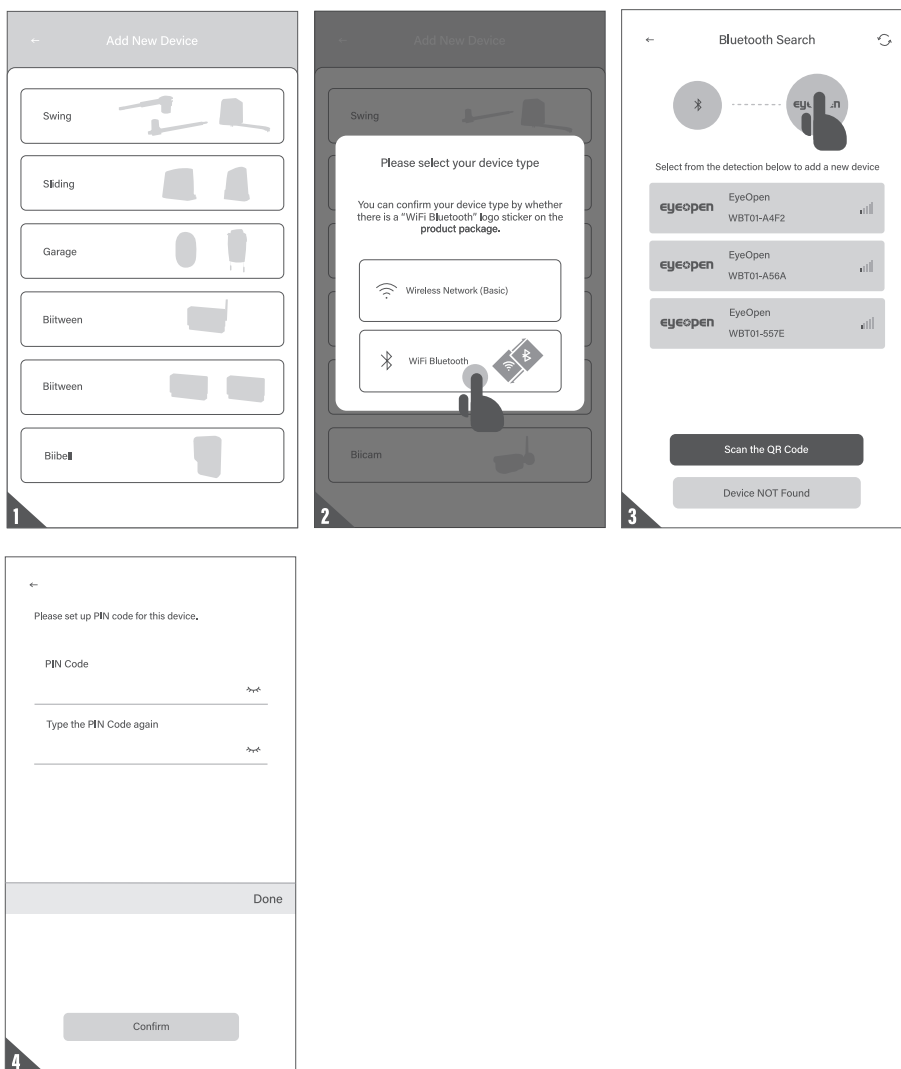 ← Add New Device
Swing
Sliding
Garage
Biitween
Biitween
Biibell
1
← Add New Device
Swing
Please select your device type
You can confirm your device type by whether
there is a “WiFi Bluetooth” logo sticker on the
product package.
Wireless Network (Basic)
WiFi Bluetooth
Biicam
2
← Bluetooth Search
Select from the detection below to add a new device
eyeopen
EyeOpen
WBT01-A4F2
eyeopen
EyeOpen
WBT01-A56A
eyeopen
EyeOpen
WBT01-557E
Scan the QR Code
Device NOT Found
3
←
Please set up PIN code for this device.
PIN Code
Type the PIN Code again
Done
Confirm
4